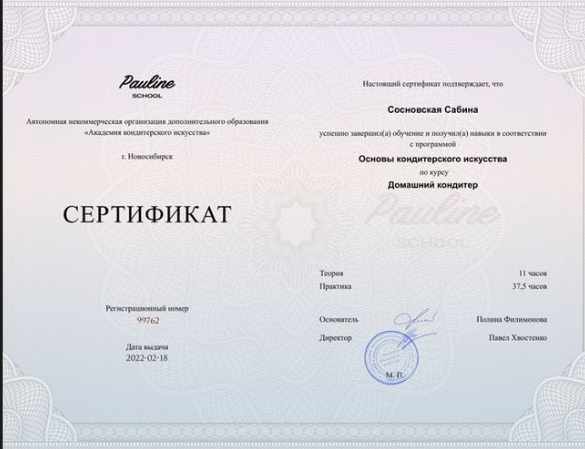 Pauline
SCHOOL
Автономная некоммерческая организация дополнительного образования
«Академия кондитерского искусства»
г. Новосибирск
СЕРТИФИКАТ
Регистрационный номер
99762
Дата выдачи
2022-02-18
Настоящий сертификат подтверждает, что
Сосновская Сабина
успешно завершил(а) обучение и получил(а) навыки в соответствии
с программой
Основы кондитерского искусства
по курсу
Домашний кондитер
Pauline
SCHOOL
Теория 11 часов
Практика 37,5 часов
Основатель Полина Филимонова
Директор Павел Хвостенко
М. П.